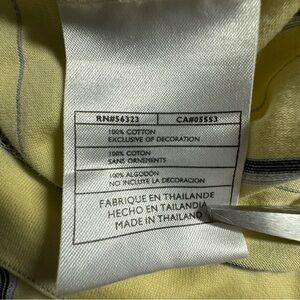 RN#56323 CA#05553
100% COTTON
EXCLUSIVE OF DECORATION
100% COTON
SANS ORNEMENTS
100% ALGODÓN
NO INCLUYE LA DECORACION
FABRIQUE EN THAILANDE
HECHO EN TAILANDIA
MADE IN THAILAND